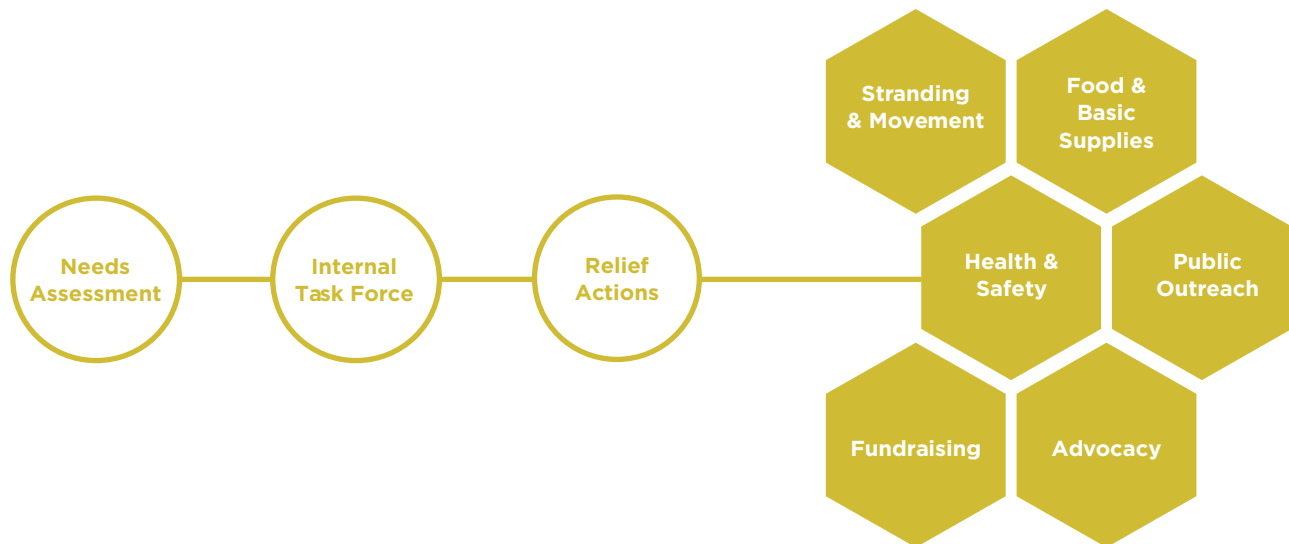 Needs
Assessment
Internal
Task Force
Relief
Actions
Stranding
& Movement
Food &
Basic
Supplies
Health &
Safety
Public
Outreach
Fundraising
Advocacy